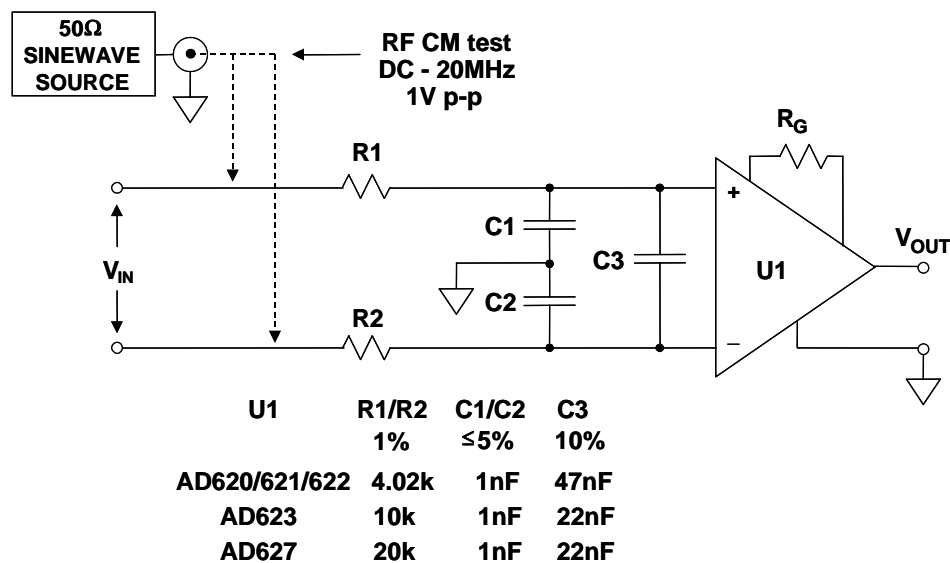 50Ω
SINEWAVE
SOURCE
RF CM test
DC - 20MHz
1V p-p
RG
R1
C1
C3
C2
R2
VIN
+
–
U1
VOUT
U1 R1/R2 C1/C2 C3
1% ≤5% 10%
AD620/621/622 4.02k 1nF 47nF
AD623 10k 1nF 22nF
AD627 20k 1nF 22nF